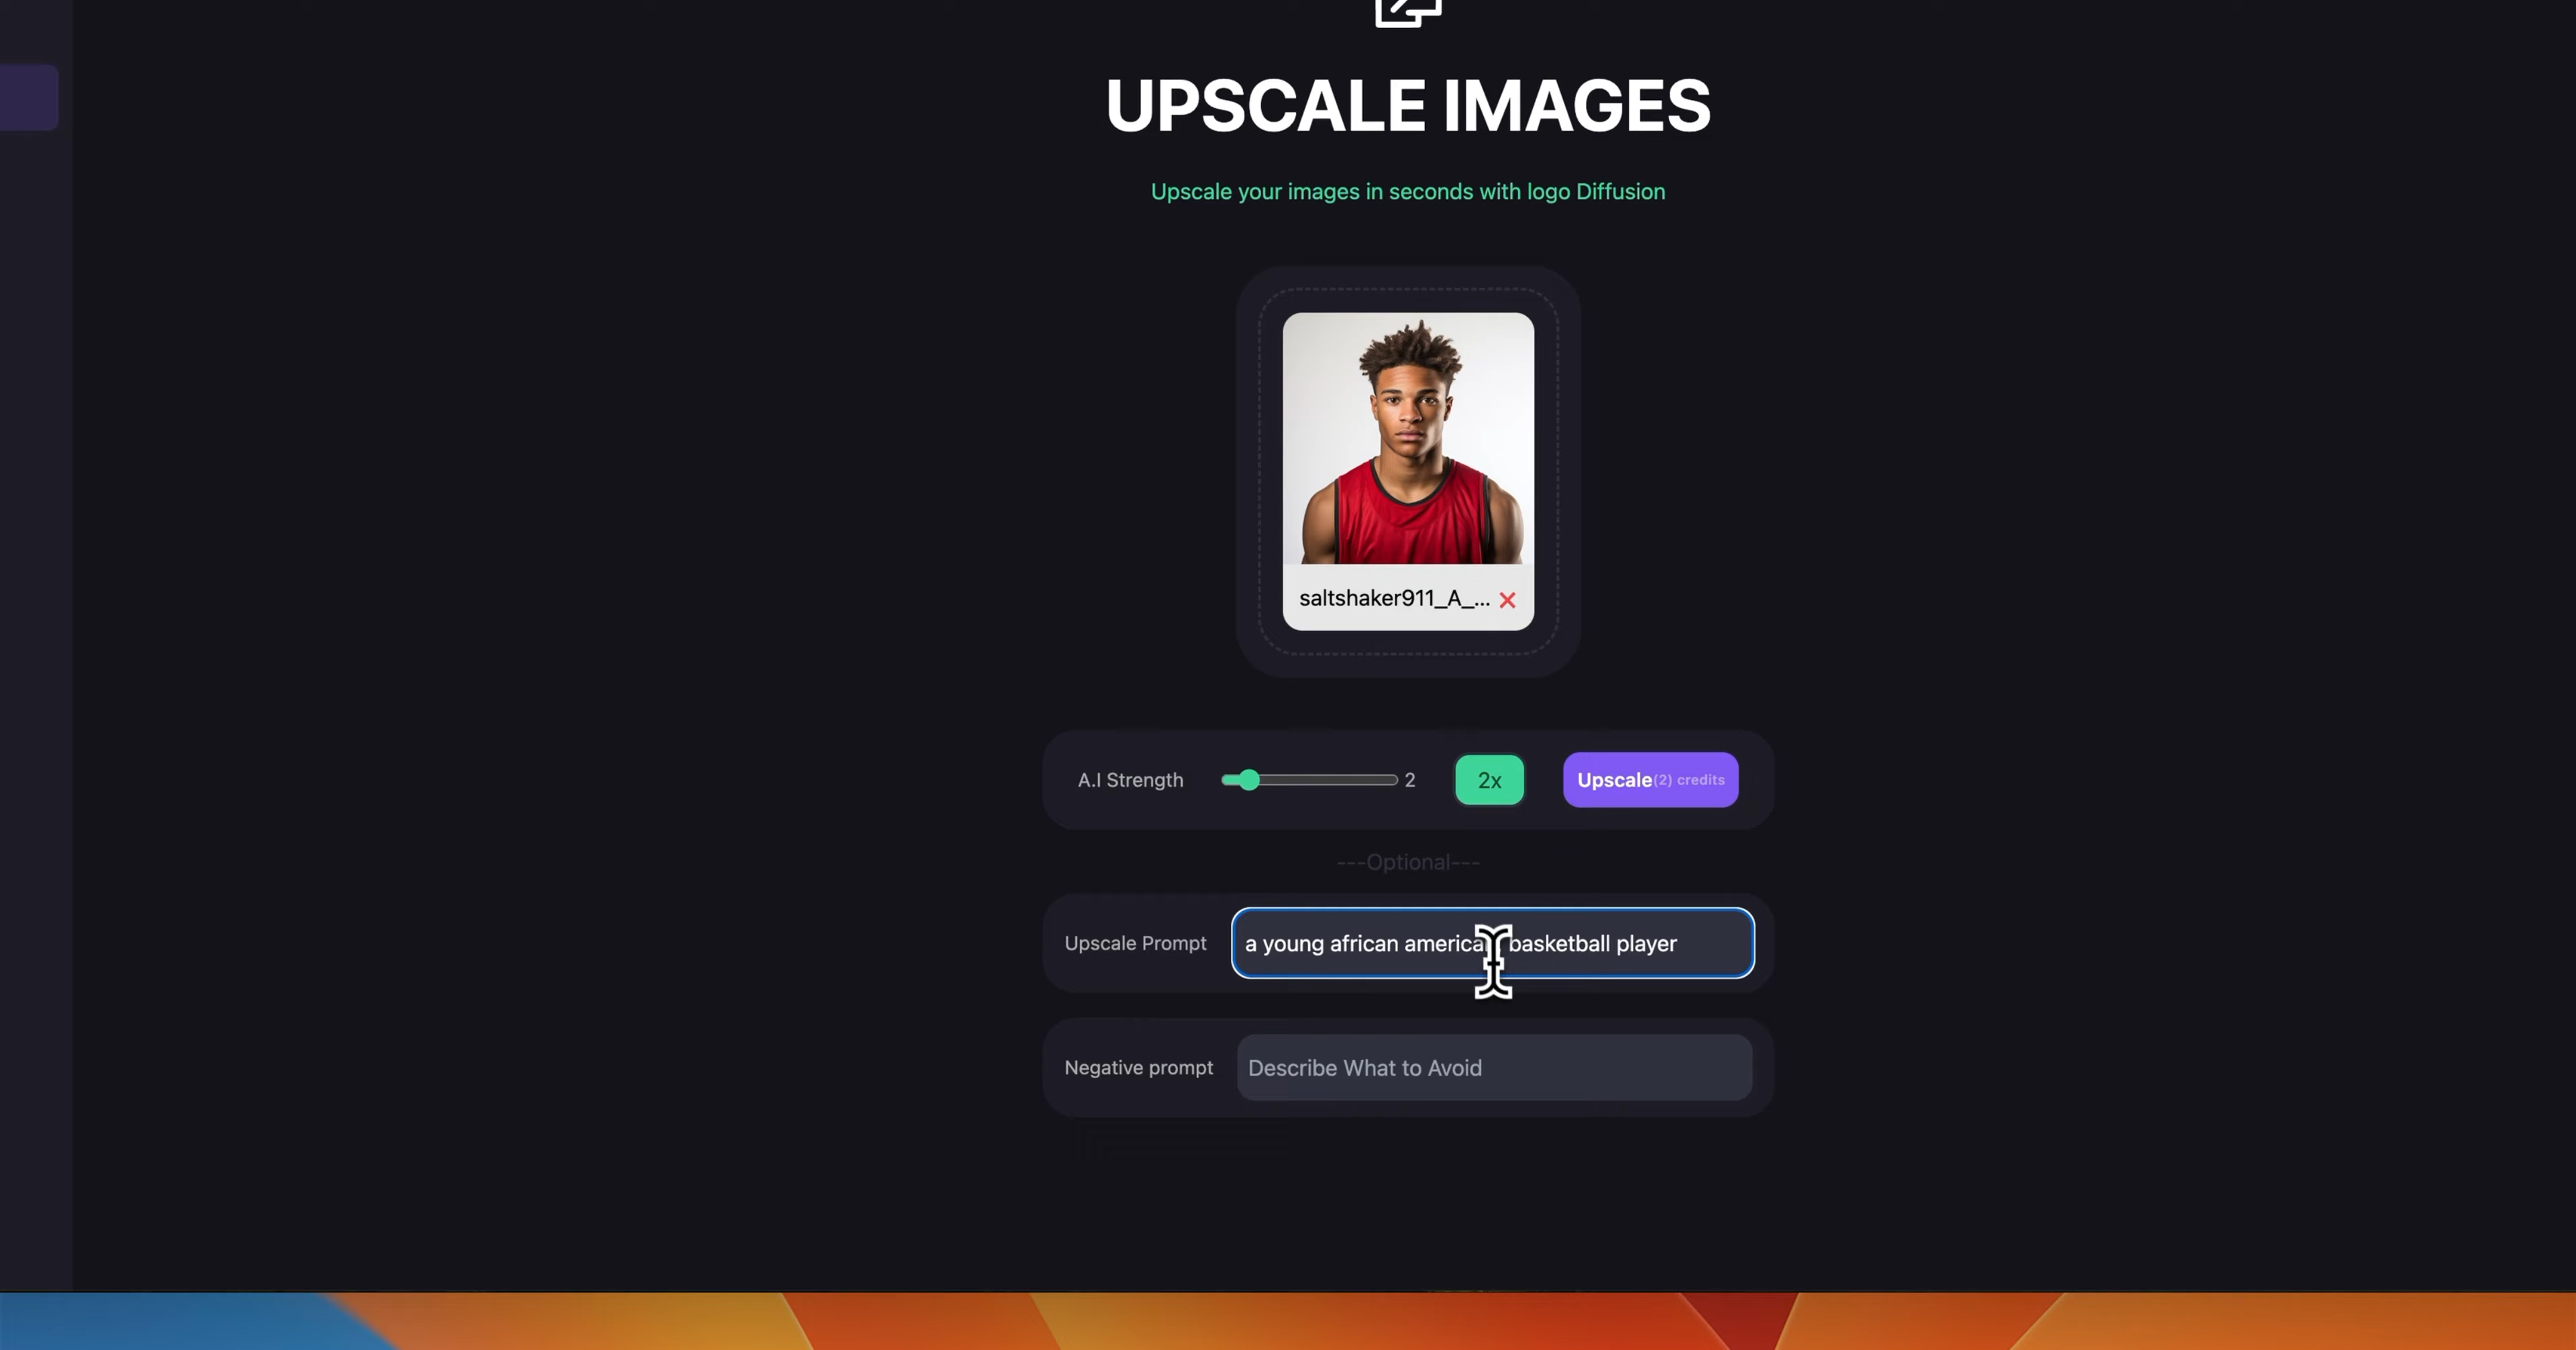 UPSCALE IMAGES
Upscale your images in seconds with logo Diffusion
saltshaker911_A_...
A.I Strength 2 2x Upscale(2) credits
---Optional---
Upscale Prompt a young african american basketball player
Negative prompt Describe What to Avoid